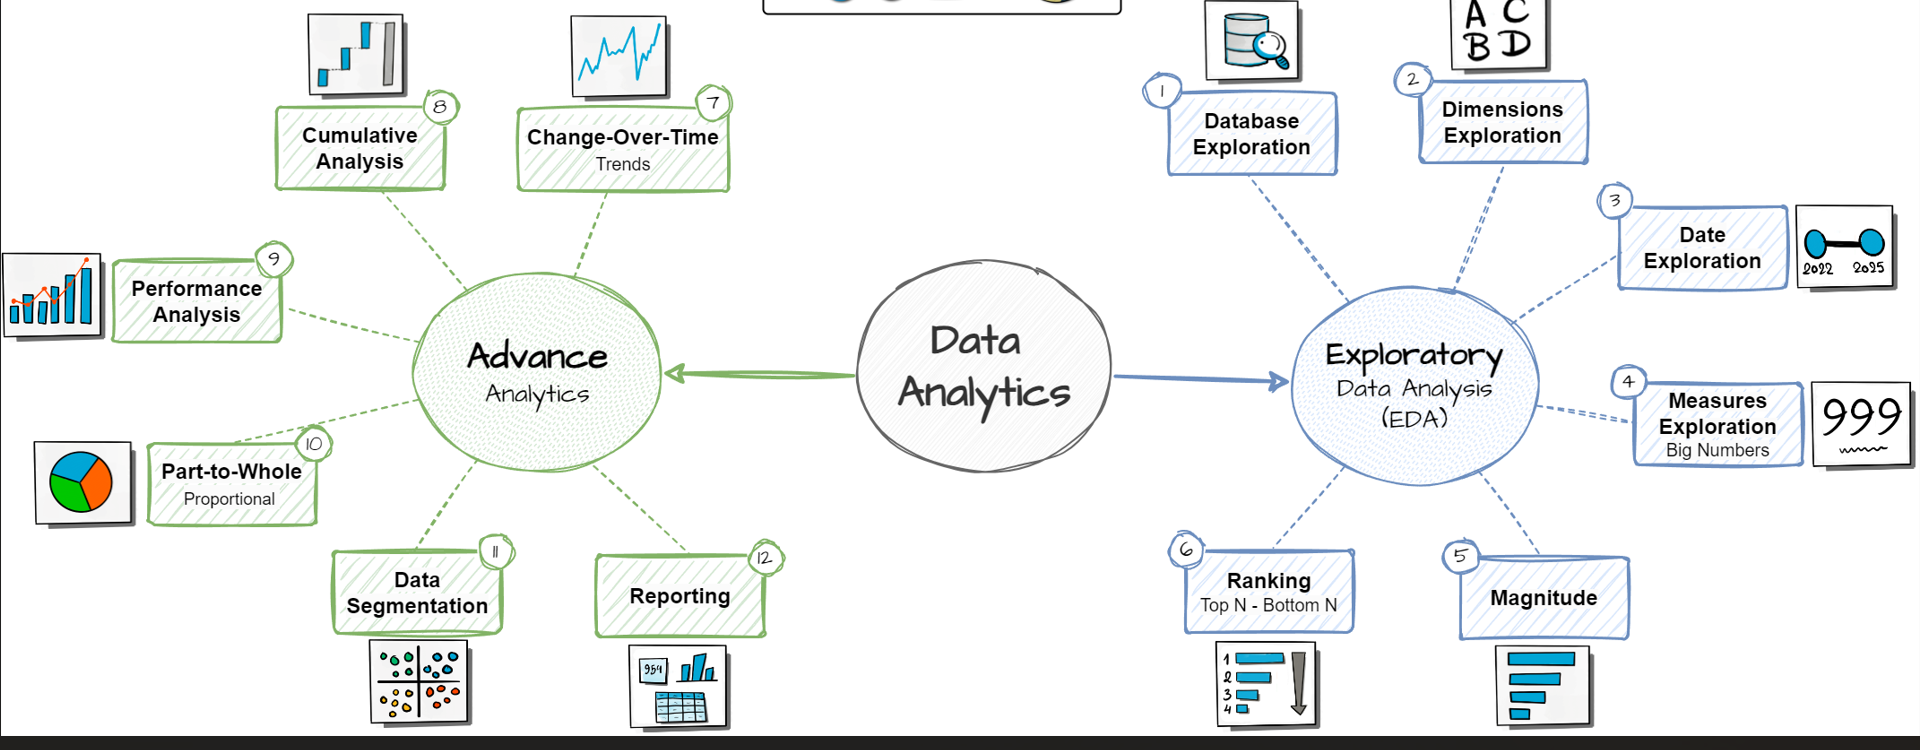 8
Cumulative
Analysis
7
Change-Over-Time
Trends
9
Performance
Analysis
Advance
Analytics
10
Part-to-Whole
Proportional
11
Data
Segmentation
12
Reporting
954
Data
Analytics
1
Database
Exploration
A C
B D
2
Dimensions
Exploration
3
Date
Exploration
2022 2025
Exploratory
Data Analysis
(EDA)
4
Measures
Exploration
Big Numbers
999
6
Ranking
Top N - Bottom N
1
2
3
4
5
Magnitude